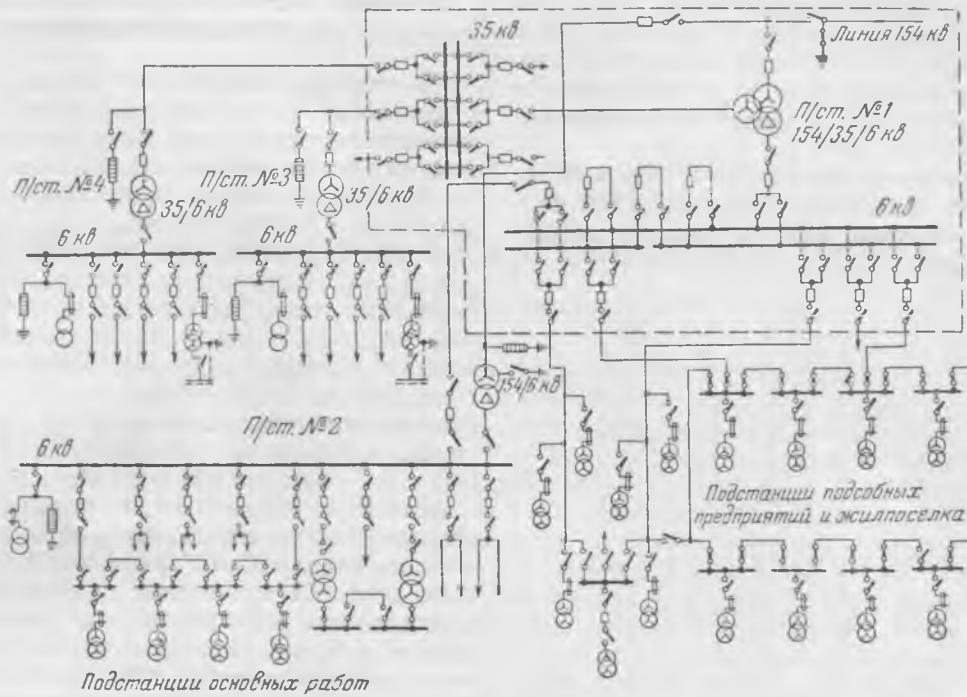 35 кв
Линия 154 кв
П/ст. №1
154/35/6 кв
П/ст. №4
35/6 кв
П/ст. №3
35/6 кв
6 кв
6 кв
6 кв
154/6 кв
П/ст. №2
6 кв
Подстанции подсобных
предприятий и жилпоселка
Подстанции основных работ